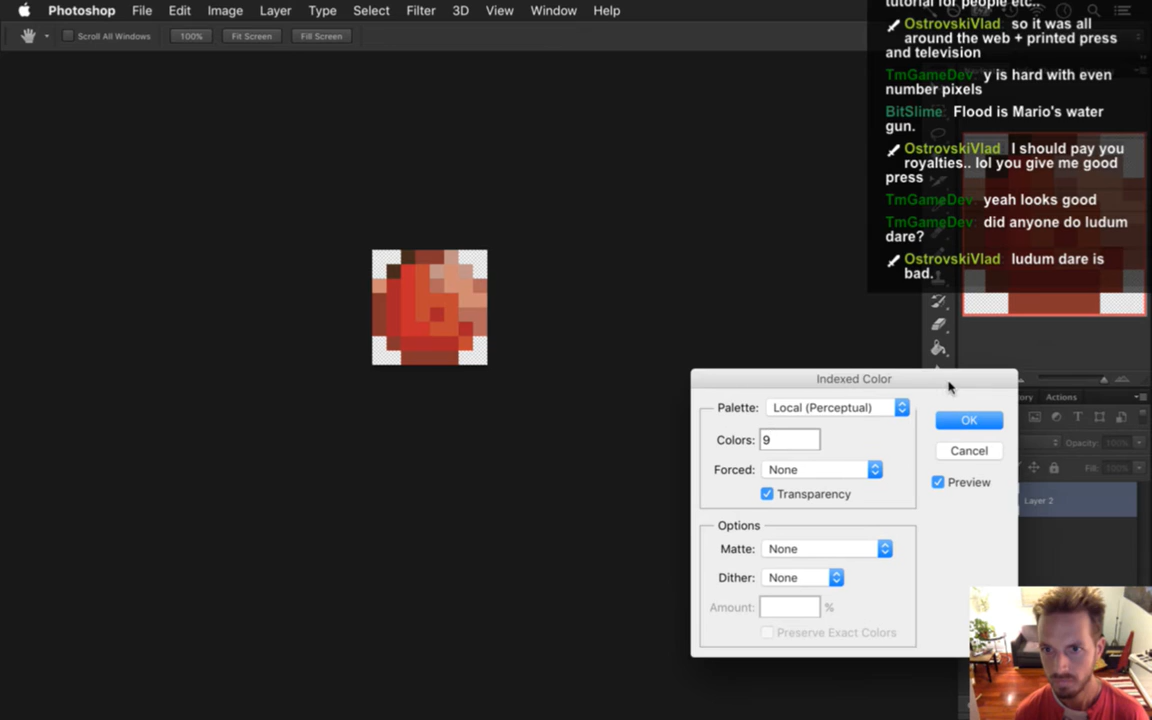 Photoshop File Edit Image Layer Type Select Filter 3D View Window Help
tutorial for people etc..
Scroll All Windows 100% Fit Screen Fill Screen
OstrovskiVlad so it was all
around the web + printed press
and television
TmGameDev: y is hard with even
number pixels
BitSlime: Flood is Mario's water
gun.
OstrovskiVlad I should pay you
royalties.. lol you give me good
press
TmGameDev: yeah looks good
TmGameDev: did anyone do ludum
dare?
OstrovskiVlad ludum dare is
bad.
Indexed Color
Palette: Local (Perceptual)
OK
Colors: 9
Cancel
Forced: None
Preview
Transparency
Options
Matte: None
Dither: None
Amount: %
Preserve Exact Colors
ory Actions
Opacity: 100%
Fill: 100%
Layer 2